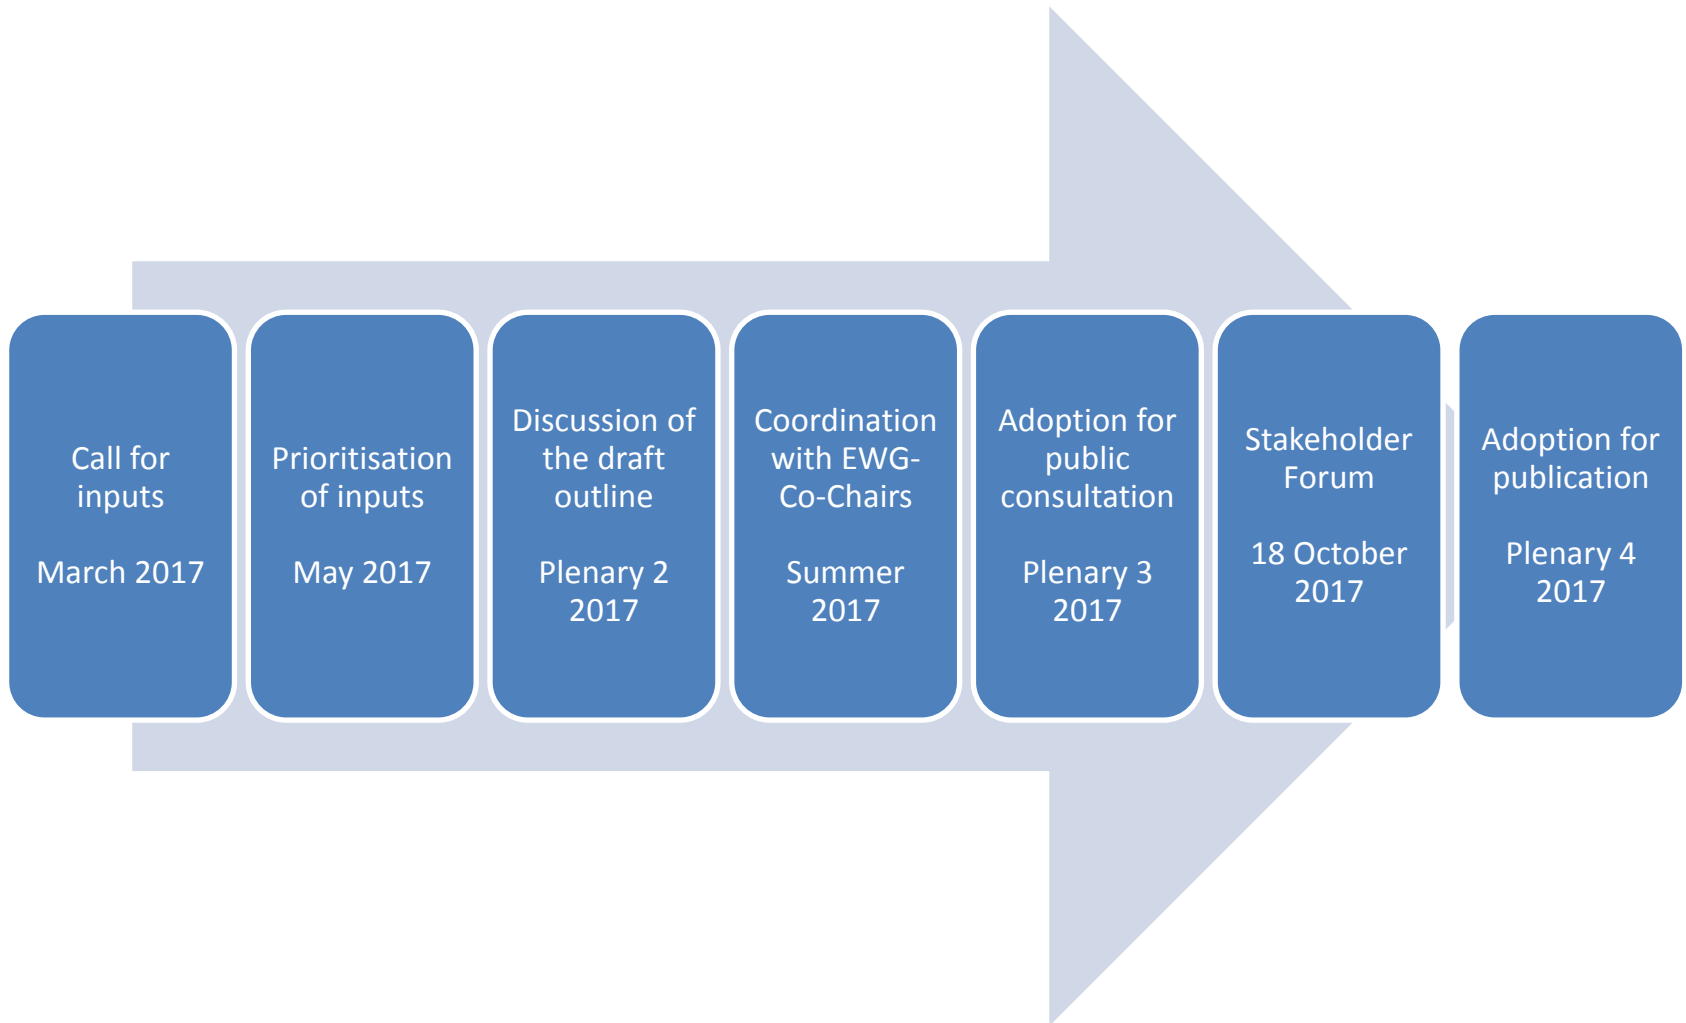 Call for
inputs
March 2017
Prioritisation
of inputs
May 2017
Discussion of
the draft
outline
Plenary 2
2017
Coordination
with EWG-
Co-Chairs
Summer
2017
Adoption for
public
consultation
Plenary 3
2017
Stakeholder
Forum
18 October
2017
Adoption for
publication
Plenary 4
2017